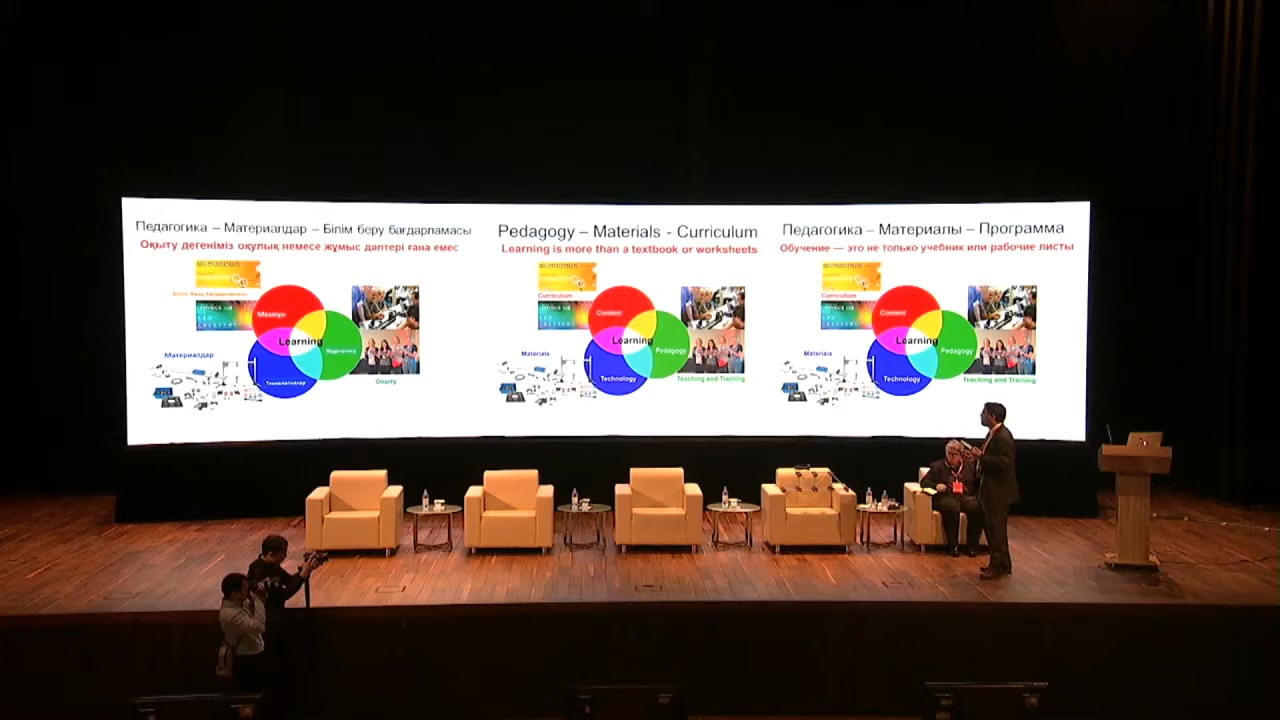 Педагогика – Материалдар – Білім беру бағдарламасы
Оқыту дегеніміз оқулық немесе жұмыс дәптері ғана емес
Білім беру бағдарламасы
Мазмұн
Learning
Педагогика
Материалдар
Технологиялар
Оқыту
Pedagogy – Materials - Curriculum
Learning is more than a textbook or worksheets
Curriculum
Content
Learning
Pedagogy
Materials
Technology
Teaching and Training
Педагогика – Материалы – Программа
Обучение — это не только учебник или рабочие листы
Curriculum
Content
Learning
Pedagogy
Materials
Technology
Teaching and Training